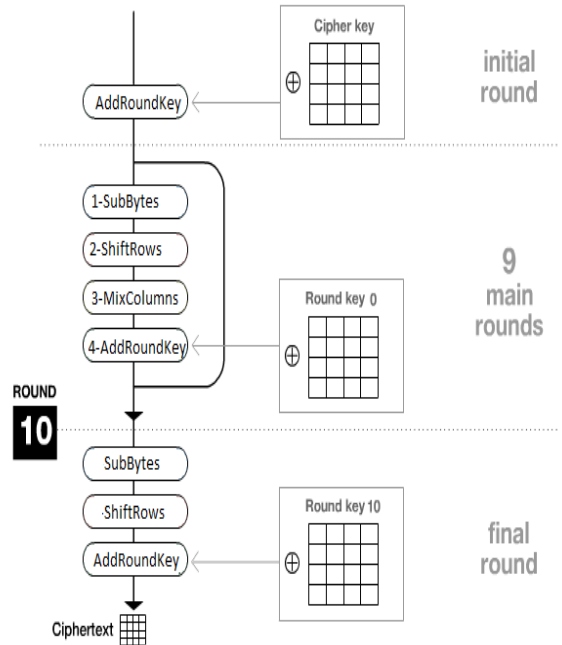 Cipher key
initial
round
AddRoundKey
1-SubBytes
2-ShiftRows
3-MixColumns
4-AddRoundKey
Round key 0
9
main
rounds
ROUND
10
SubBytes
-ShiftRows
AddRoundKey
Round key 10
final
round
Ciphertext